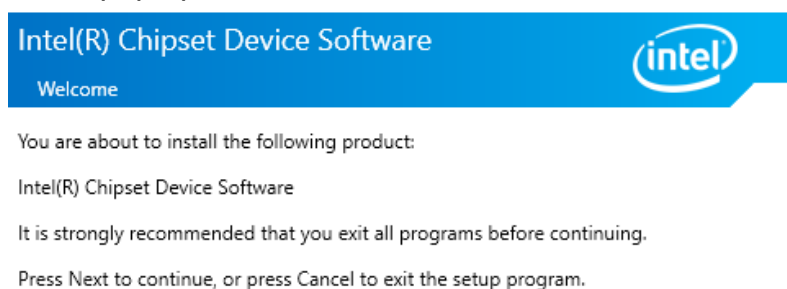 Intel(R) Chipset Device Software
intel
Welcome
You are about to install the following product:
Intel(R) Chipset Device Software
It is strongly recommended that you exit all programs before continuing.
Press Next to continue, or press Cancel to exit the setup program.